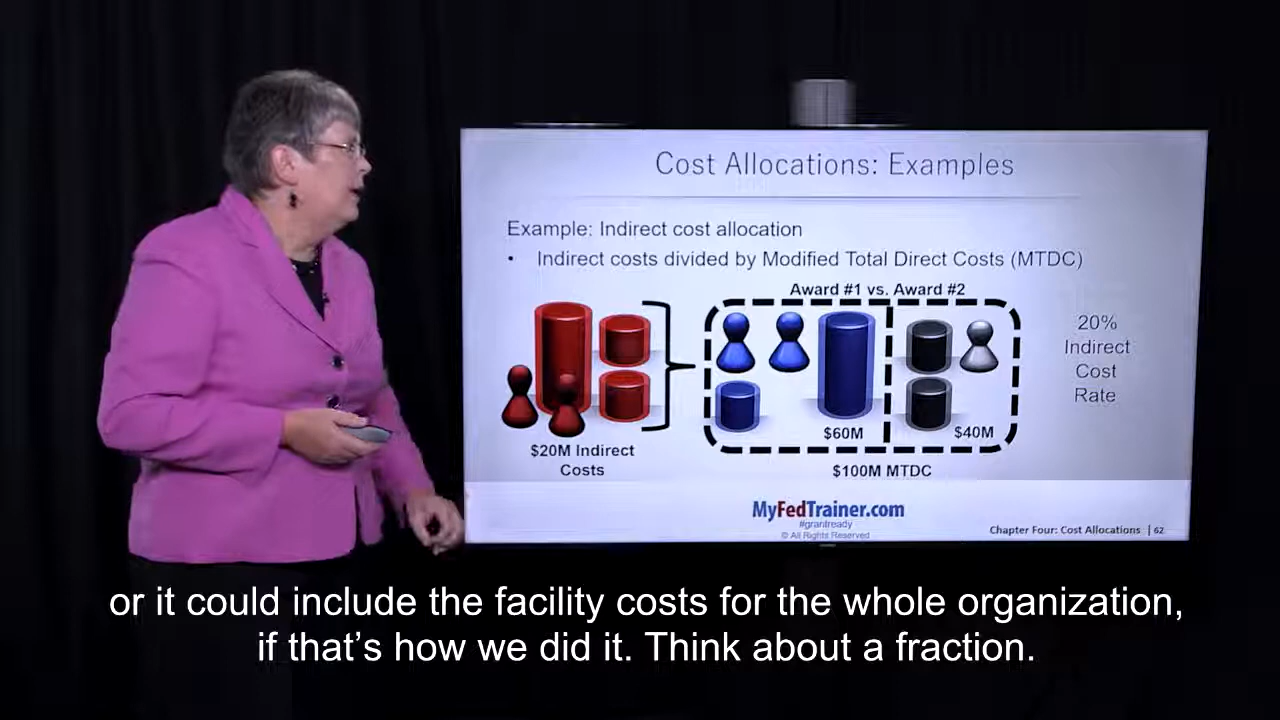 Cost Allocations: Examples
Example: Indirect cost allocation
• Indirect costs divided by Modified Total Direct Costs (MTDC)
Award #1 vs. Award #2
20%
Indirect
Cost
Rate
$60M
$40M
$20M Indirect
Costs
$100M MTDC
MyFedTrainer.com
#grantready
© All Rights Reserved
Chapter Four: Cost Allocations | 62
or it could include the facility costs for the whole organization,
if that’s how we did it. Think about a fraction.